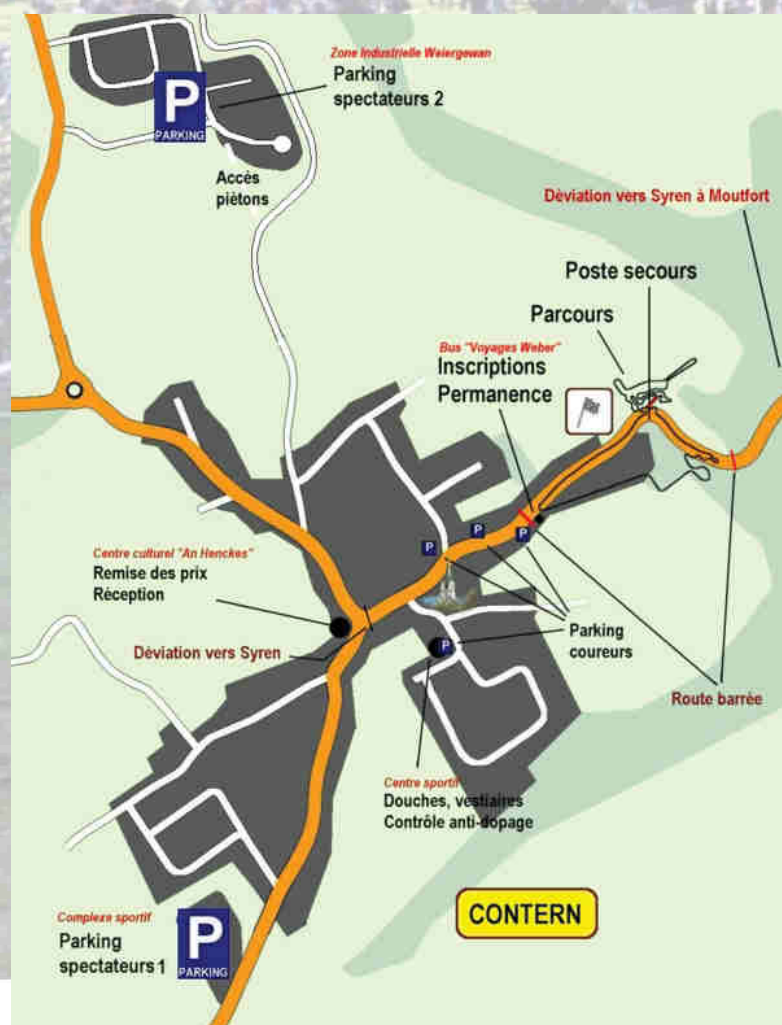 Zone Industrielle Weiergewan
Parking
spectateurs 2
P
PARKING
Accès
piètons
Dèviation vers Syren à Moutfort
Poste secours
Parcours
Bus "Voyages Weber"
Inscriptions
Permanence
P
P
P
Centre culturel "An Henckes"
Remise des prix
Réception
Déviation vers Syren
P
Parking
coureurs
Route barrée
Centre sportif
Douches, vestiaires
Contrôle anti-dopage
CONTERN
Complexe sportif
Parking
spectateurs 1
P
PARKING